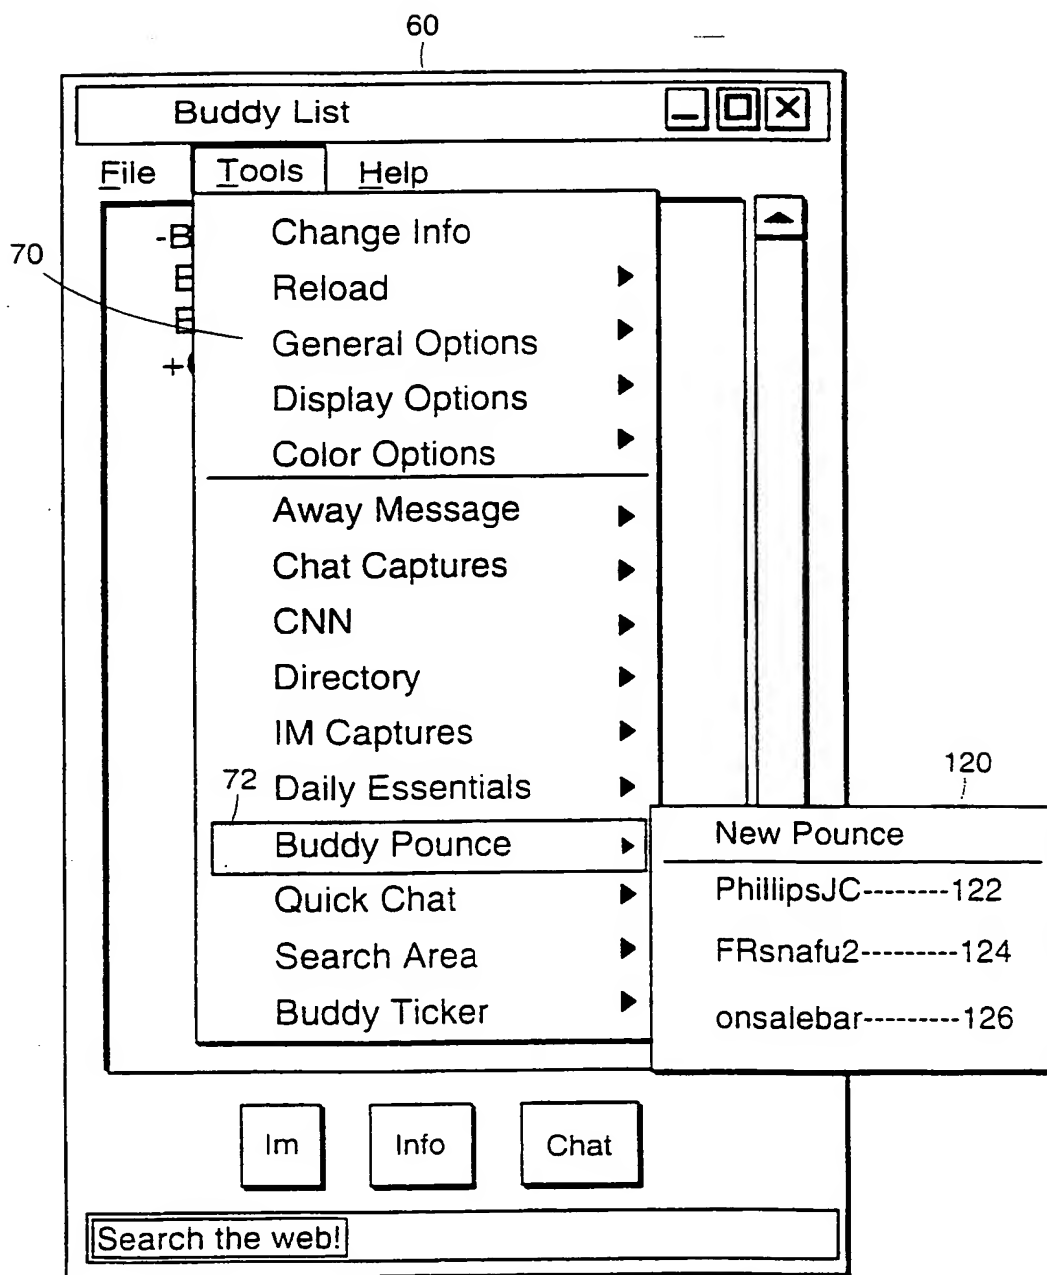 60
Buddy List
File Tools Help
-B
70
Change Info
Reload
General Options
Display Options
+
Color Options
Away Message
Chat Captures
CNN
Directory
IM Captures
72
Daily Essentials
120
Buddy Pounce
New Pounce
PhillipsJC--------122
Quick Chat
FRsnafu2---------124
Search Area
onsalebar---------126
Buddy Ticker
Im Info Chat
Search the web!